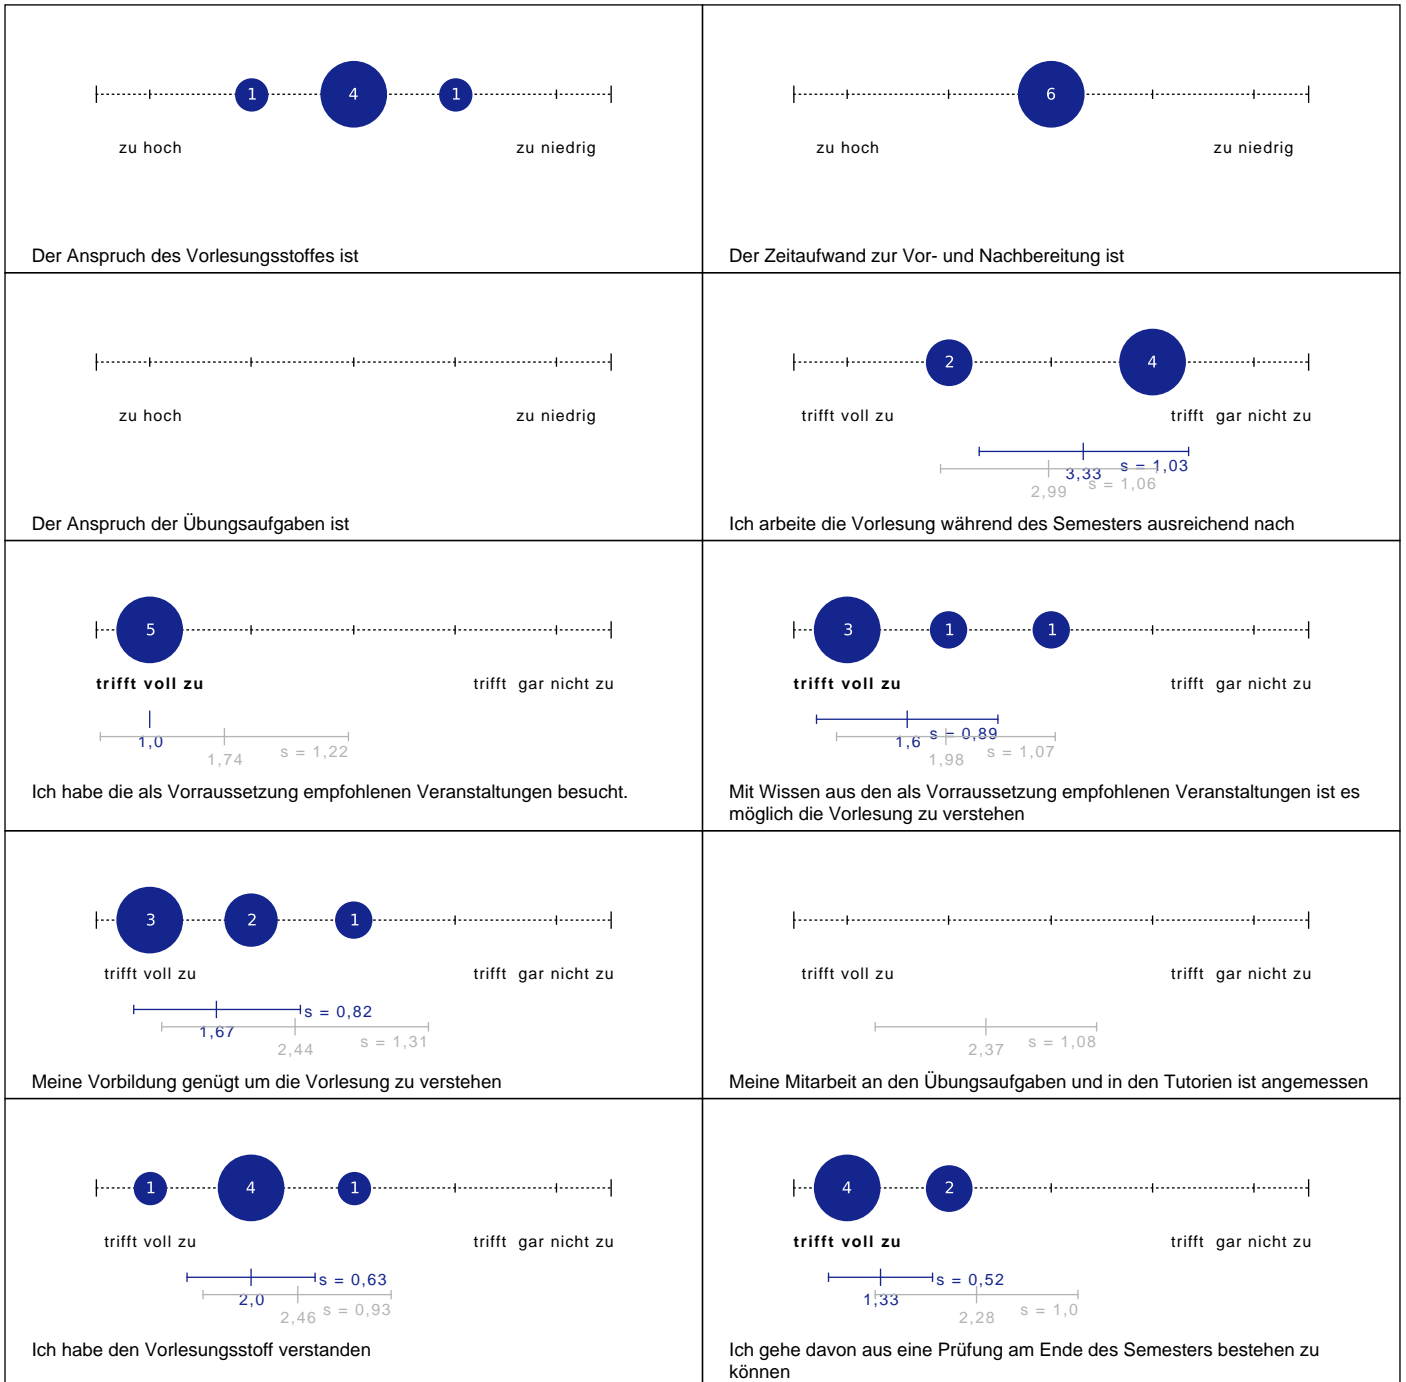 1 4 1
zu hoch zu niedrig
Der Anspruch des Vorlesungsstoffes ist
6
zu hoch zu niedrig
Der Zeitaufwand zur Vor- und Nachbereitung ist
zu hoch zu niedrig
Der Anspruch der Übungsaufgaben ist
2 4
trifft voll zu trifft gar nicht zu
3,33 s = 1,03
2,99 s = 1,06
Ich arbeite die Vorlesung während des Semesters ausreichend nach
5
trifft voll zu trifft gar nicht zu
1,0
1,74 s = 1,22
Ich habe die als Vorraussetzung empfohlenen Veranstaltungen besucht.
3 1 1
trifft voll zu trifft gar nicht zu
1,6 s = 0,89
1,98 s = 1,07
Mit Wissen aus den als Vorraussetzung empfohlenen Veranstaltungen ist es
möglich die Vorlesung zu verstehen
3 2 1
trifft voll zu trifft gar nicht zu
1,67 s = 0,82
2,44 s = 1,31
Meine Vorbildung genügt um die Vorlesung zu verstehen
trifft voll zu trifft gar nicht zu
2,37 s = 1,08
Meine Mitarbeit an den Übungsaufgaben und in den Tutorien ist angemessen
1 4 1
trifft voll zu trifft gar nicht zu
2,0 s = 0,63
2,46 s = 0,93
Ich habe den Vorlesungsstoff verstanden
4 2
trifft voll zu trifft gar nicht zu
1,33 s = 0,52
2,28 s = 1,0
Ich gehe davon aus eine Prüfung am Ende des Semesters bestehen zu
können